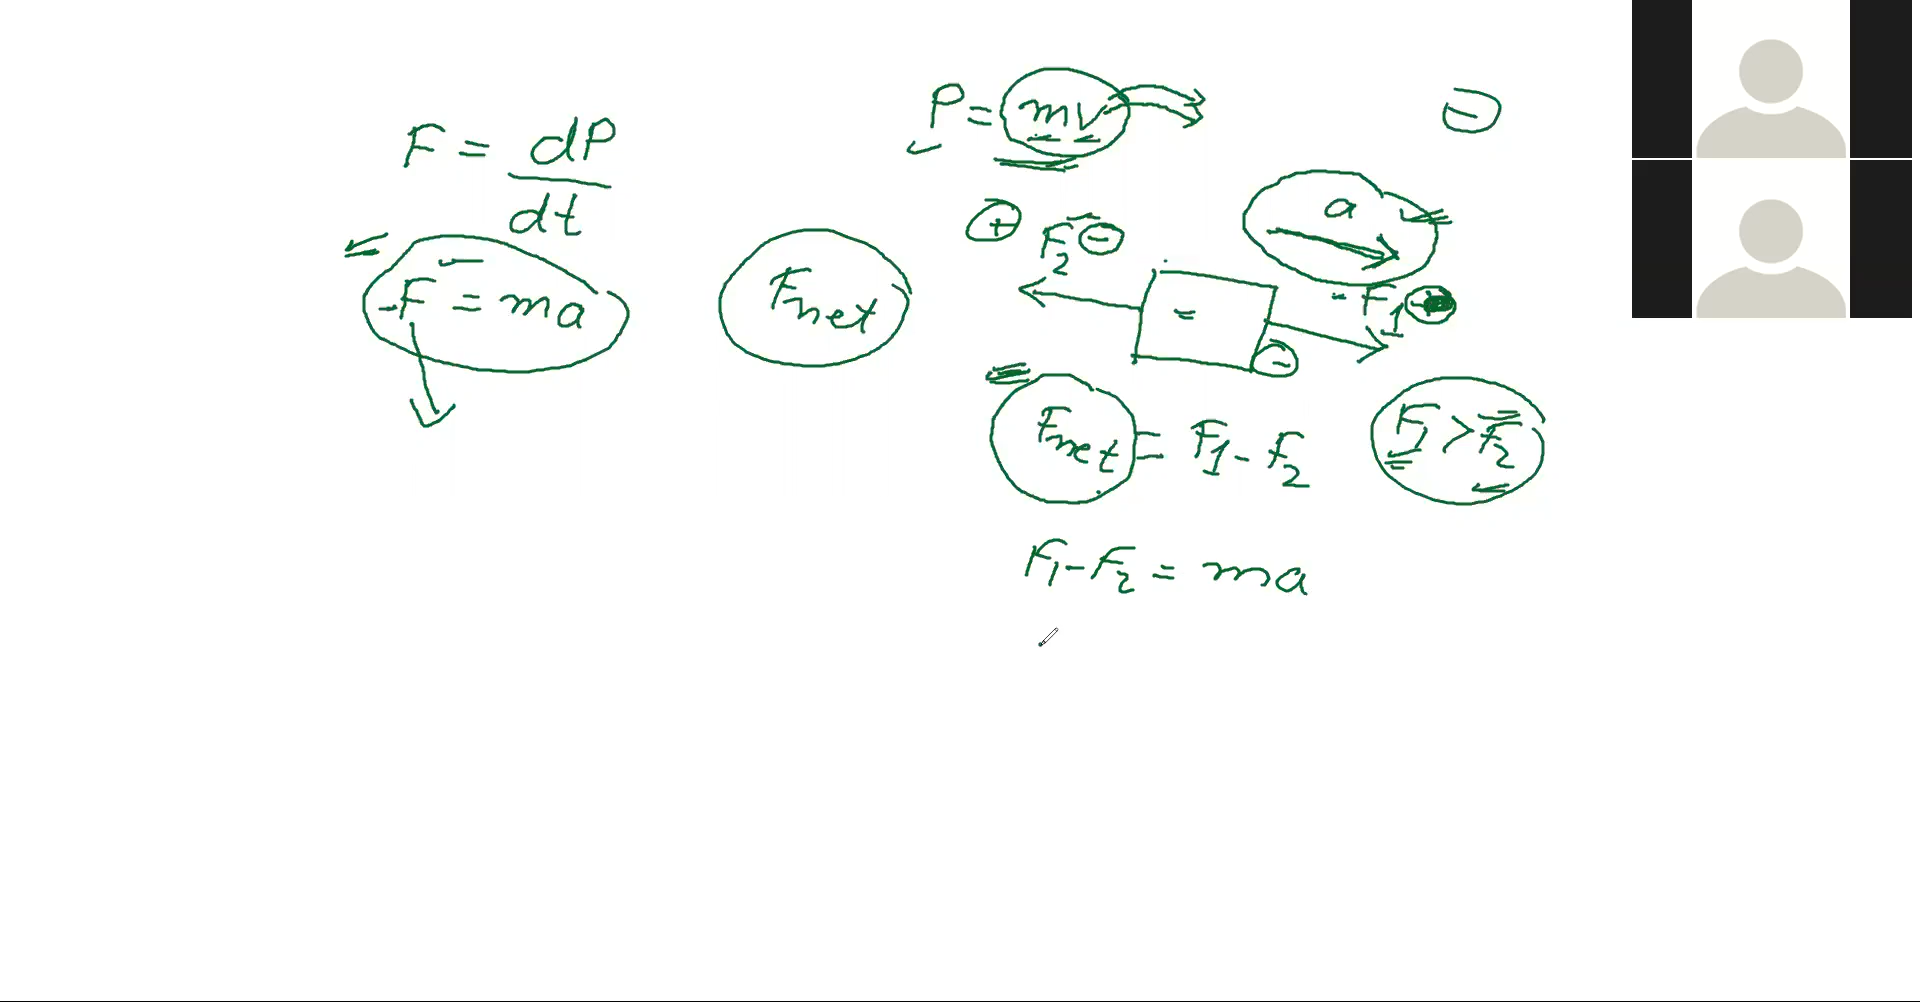 F = dP/dt
P = mv
-F = ma
Fnet
F2
a
F1
Fnet = F1 - F2
F1 > F2
F1 - F2 = ma